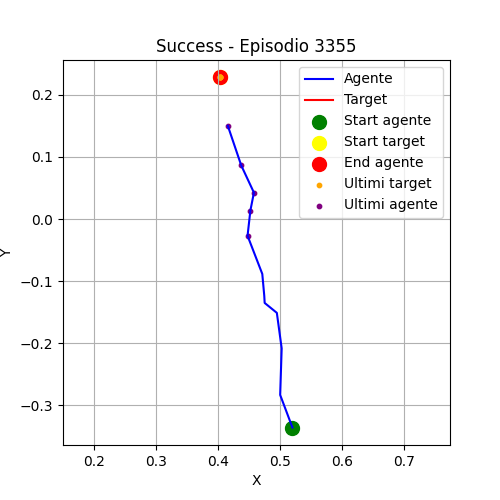 Success - Episodio 3355
Agente
Target
Start agente
Start target
End agente
Ultimi target
Ultimi agente
0.2
0.1
0.0
−0.1
−0.2
−0.3
Y
0.2 0.3 0.4 0.5 0.6 0.7
X